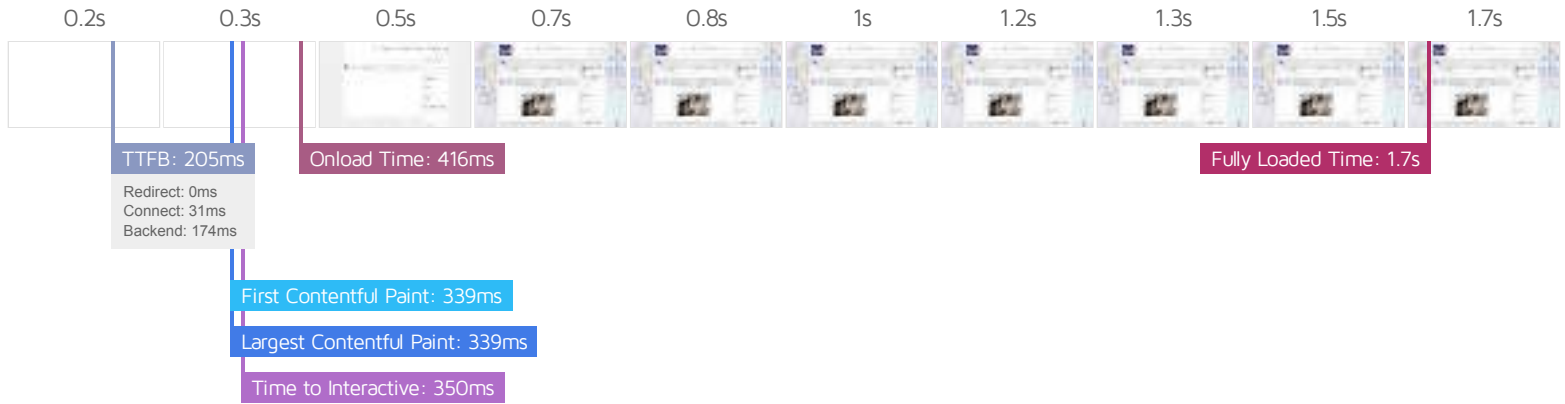 0.2s
0.3s
0.5s
0.7s
0.8s
1s
1.2s
1.3s
1.5s
1.7s
TTFB: 205ms
Redirect: 0ms
Connect: 31ms
Backend: 174ms
Onload Time: 416ms
Fully Loaded Time: 1.7s
First Contentful Paint: 339ms
Largest Contentful Paint: 339ms
Time to Interactive: 350ms